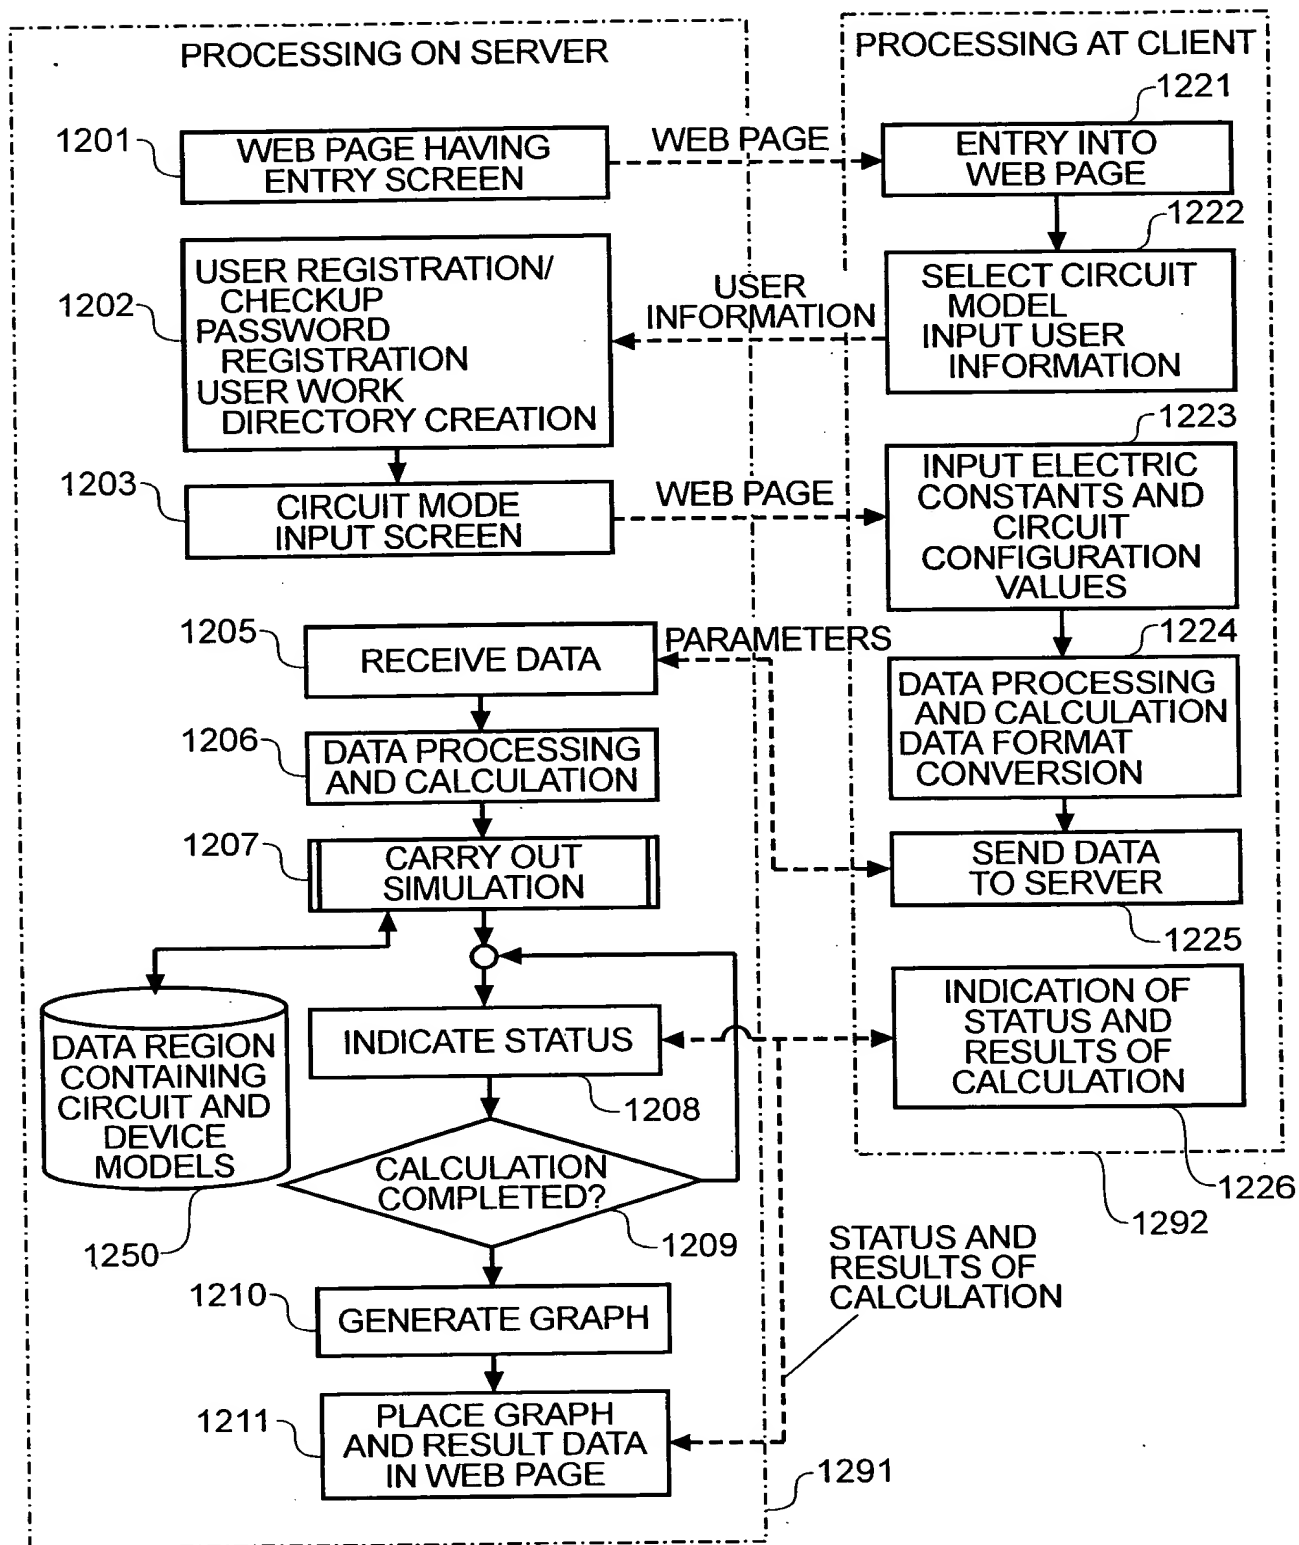 PROCESSING ON SERVER
PROCESSING AT CLIENT
1201
WEB PAGE HAVING
ENTRY SCREEN
WEB PAGE
1221
ENTRY INTO
WEB PAGE
1202
USER REGISTRATION/
CHECKUP
PASSWORD
REGISTRATION
USER WORK
DIRECTORY CREATION
USER
INFORMATION
1222
SELECT CIRCUIT
MODEL
INPUT USER
INFORMATION
1203
CIRCUIT MODE
INPUT SCREEN
WEB PAGE
1223
INPUT ELECTRIC
CONSTANTS AND
CIRCUIT
CONFIGURATION
VALUES
1205
RECEIVE DATA
PARAMETERS
1224
DATA PROCESSING
AND CALCULATION
DATA FORMAT
CONVERSION
1206
DATA PROCESSING
AND CALCULATION
1207
CARRY OUT
SIMULATION
SEND DATA
TO SERVER
1225
DATA REGION
CONTAINING
CIRCUIT AND
DEVICE
MODELS
1250
INDICATE STATUS
1208
INDICATION OF
STATUS AND
RESULTS OF
CALCULATION
1226
1292
CALCULATION
COMPLETED?
1209
STATUS AND
RESULTS OF
CALCULATION
1210
GENERATE GRAPH
1211
PLACE GRAPH
AND RESULT DATA
IN WEB PAGE
1291